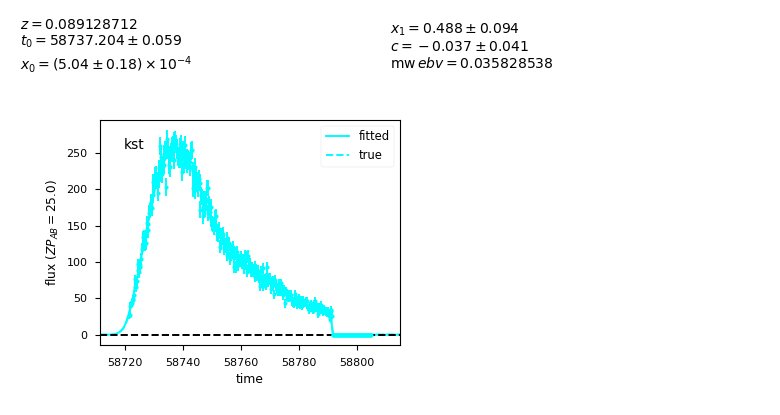 z = 0.089128712
t₀ = 58737.204 ± 0.059
x₀ = (5.04 ± 0.18) × 10⁻⁴
x₁ = 0.488 ± 0.094
c = −0.037 ± 0.041
mw ebv = 0.035828538
kst
fitted
true
flux (ZP_AB = 25.0)
250
200
150
100
50
0
58720 58740 58760 58780 58800
time